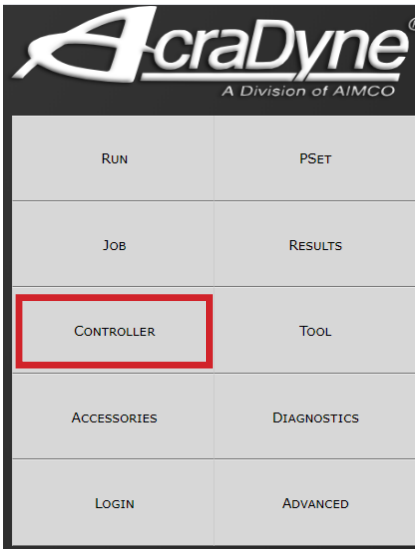 AcraDyne®
A Division of AIMCO
RUN PSET
JOB RESULTS
CONTROLLER TOOL
ACCESSORIES DIAGNOSTICS
LOGIN ADVANCED